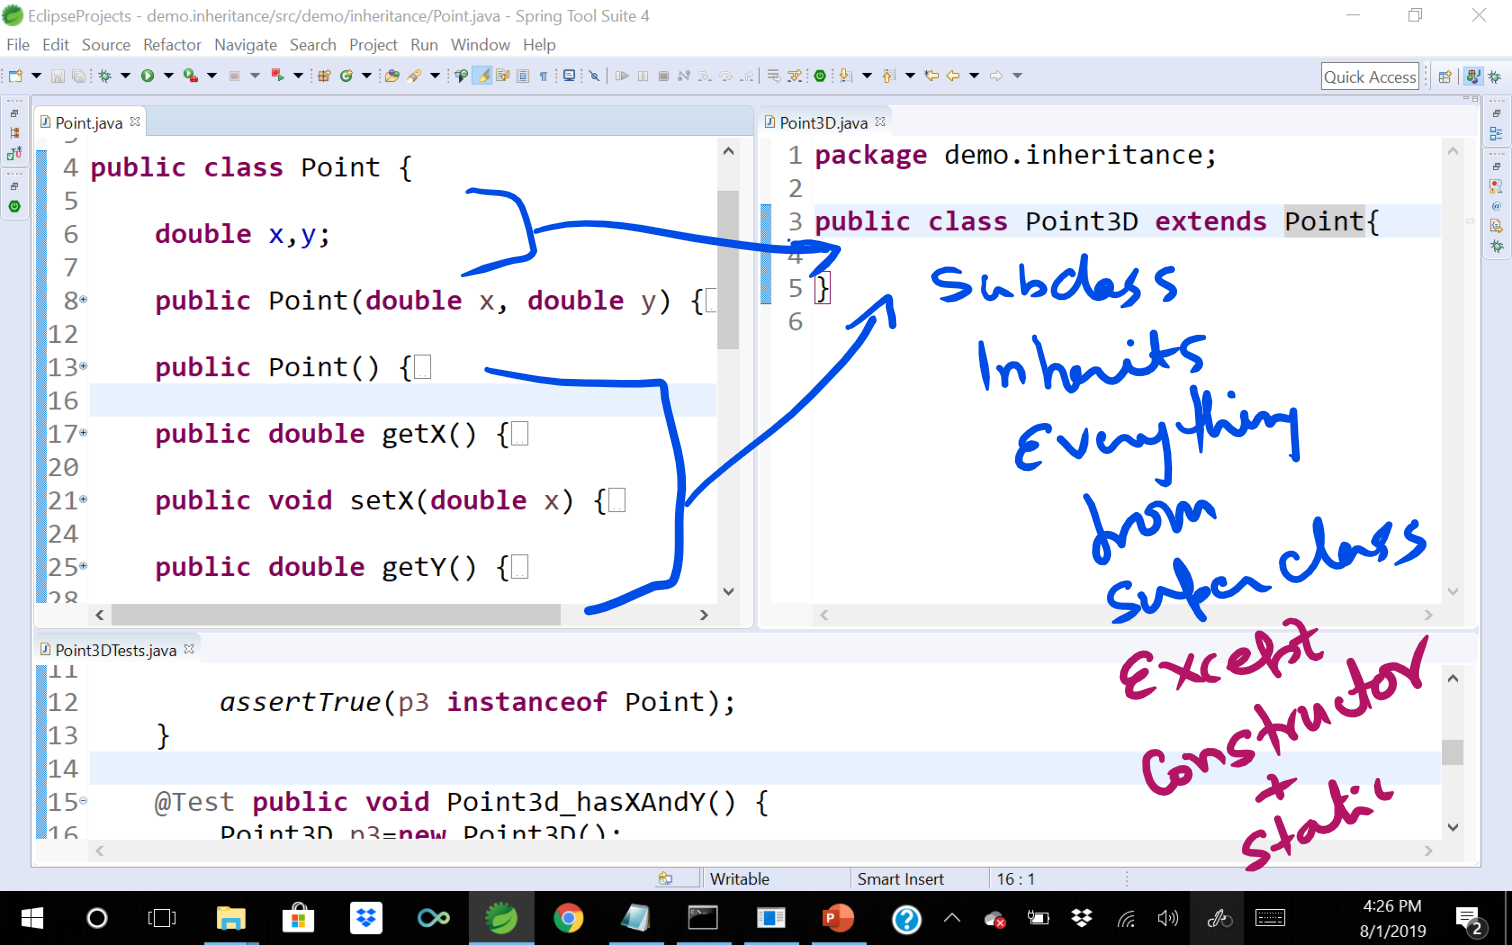 EclipseProjects - demo.inheritance/src/demo/inheritance/Point.java - Spring Tool Suite 4
File Edit Source Refactor Navigate Search Project Run Window Help
Quick Access
Point.java
4 public class Point {
5
6 double x,y;
7
8 public Point(double x, double y) {
12
13 public Point() {
16
17 public double getX() {
20
21 public void setX(double x) {
24
25 public double getY() {
28
Point3D.java
1 package demo.inheritance;
2
3 public class Point3D extends Point{
4
5 }
6
Subclass
Inherits
Everything
from
Super class
Except
Constructor
+
static
Point3DTests.java
11
12 assertTrue(p3 instanceof Point);
13 }
14
15 @Test public void Point3d_hasXAndY() {
16 Point3D p3=new Point3D();
Writable Smart Insert 16 : 1
4:26 PM
8/1/2019
2